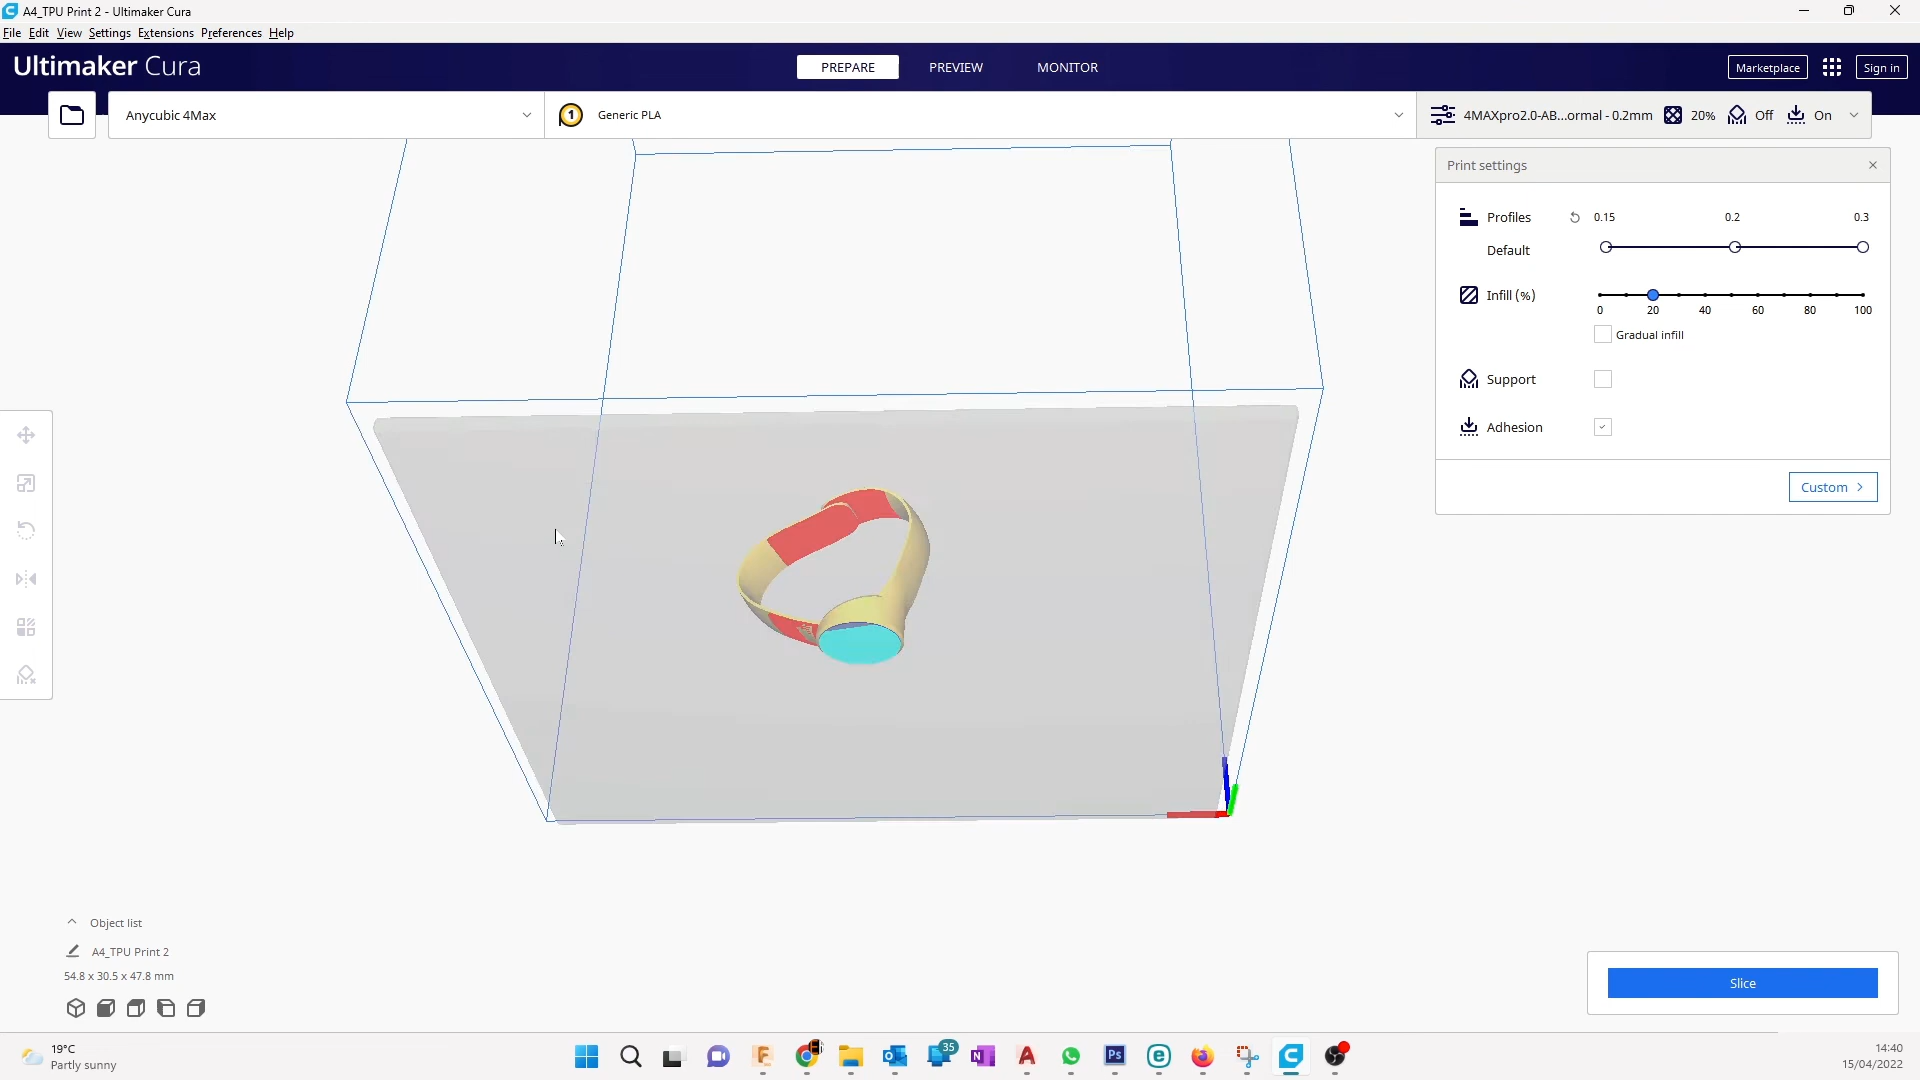 A4_TPU Print 2 - Ultimaker Cura
File Edit View Settings Extensions Preferences Help
Ultimaker Cura
PREPARE PREVIEW MONITOR
Marketplace Sign in
Anycubic 4Max
1 Generic PLA
4MAXpro2.0-AB...ormal - 0.2mm 20% Off On
Print settings
Profiles 0.15 0.2 0.3
Default
Infill (%)
0 20 40 60 80 100
Gradual infill
Support
Adhesion
Custom
Object list
A4_TPU Print 2
54.8 x 30.5 x 47.8 mm
Slice
19°C
Partly sunny
35
14:40
15/04/2022